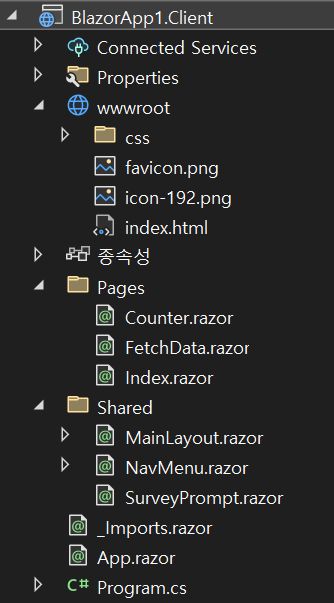 BlazorApp1.Client
Connected Services
Properties
wwwroot
css
favicon.png
icon-192.png
index.html
종속성
Pages
Counter.razor
FetchData.razor
Index.razor
Shared
MainLayout.razor
NavMenu.razor
SurveyPrompt.razor
_Imports.razor
App.razor
C# Program.cs